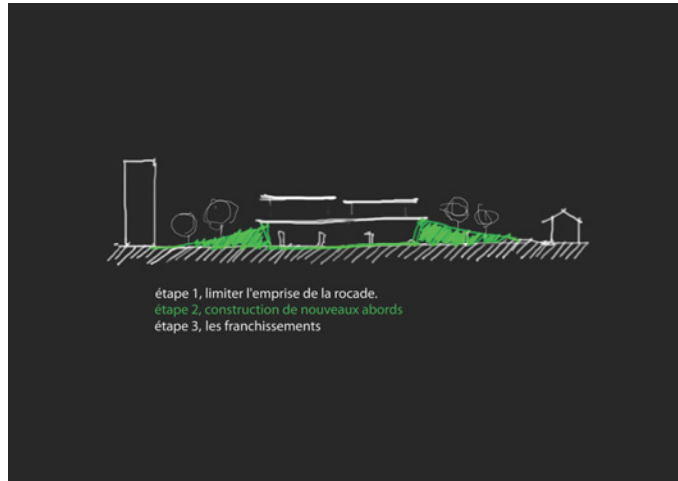 étape 1, limiter l'emprise de la rocade.
étape 2, construction de nouveaux abords
étape 3, les franchissements